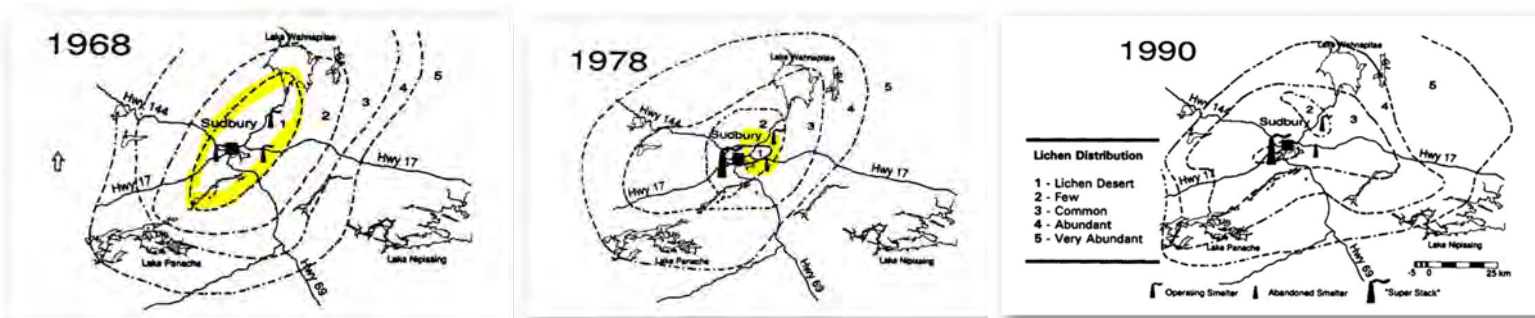 1968
Lake Wahnapitae
5
4
3
Hwy 144
Sudbury
1
2
Hwy 17
Hwy 17
Lake Panache
Lake Nipissing
Hwy 69
1978
Lake Wahnapitae
5
4
Hwy 144
2
3
Sudbury
1
Hwy 17
Hwy 17
Lake Panache
Lake Nipissing
Hwy 69
1990
Lake Wahnapitae
5
4
Hwy 144
2
Sudbury
3
Lichen Distribution
1 - Lichen Desert
2 - Few
3 - Common
4 - Abundant
5 - Very Abundant
Hwy 17
Hwy 17
Lake Panache
Lake Nipissing
Hwy 69
-5 0 25 km
Operating Smelter Abandoned Smelter "Super Stack"